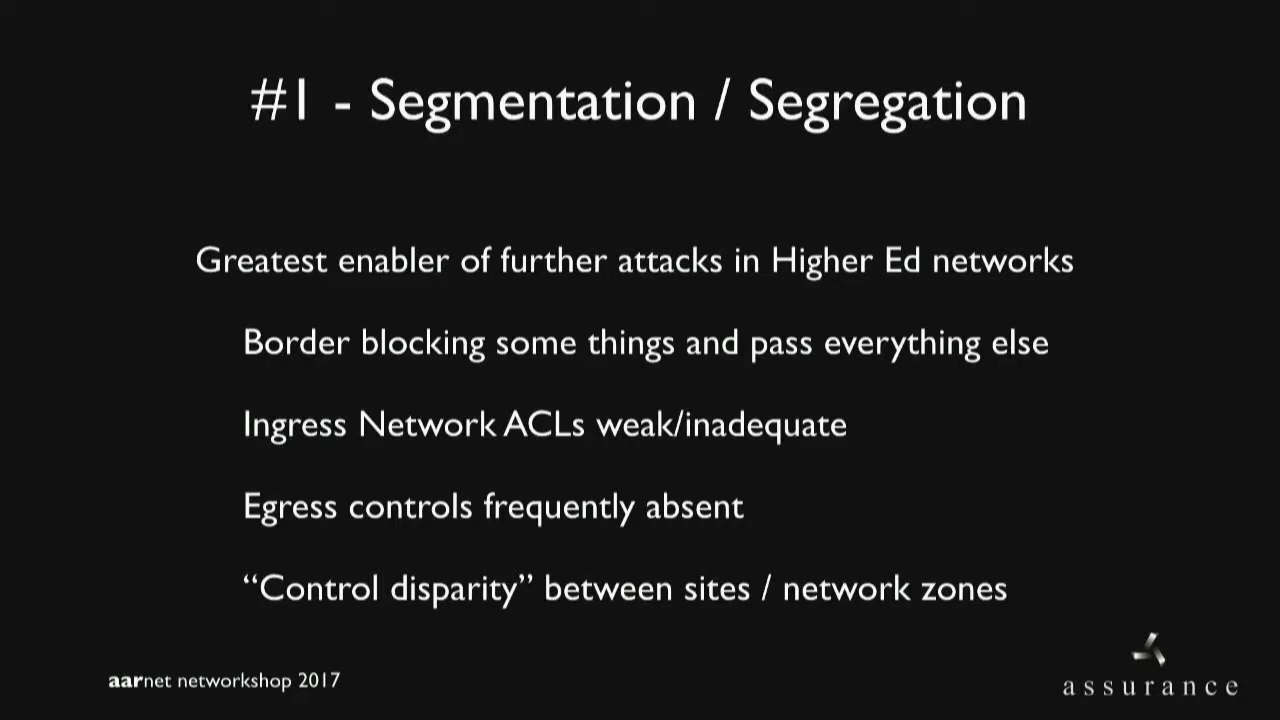 #1 - Segmentation / Segregation
Greatest enabler of further attacks in Higher Ed networks
Border blocking some things and pass everything else
Ingress Network ACLs weak/inadequate
Egress controls frequently absent
“Control disparity” between sites / network zones
aarnet networkshop 2017
assurance